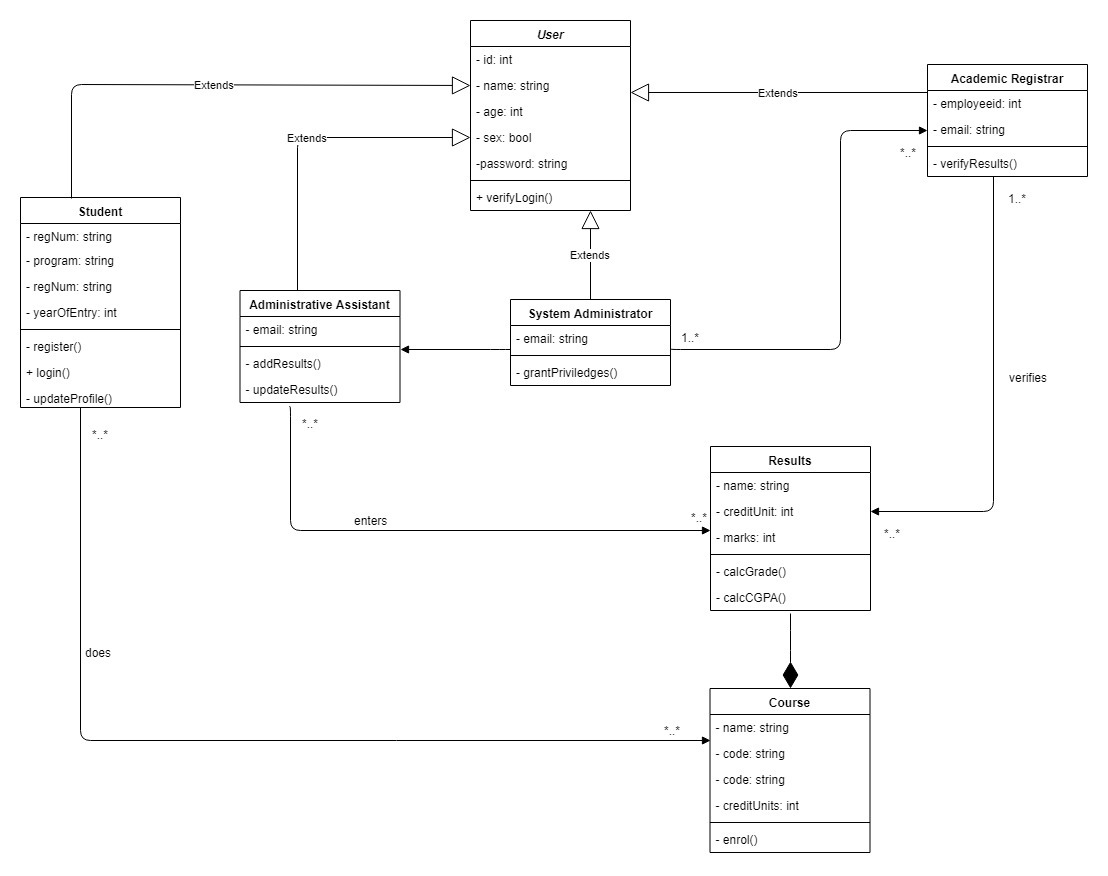 User
- id: int
- name: string
- age: int
- sex: bool
-password: string
+ verifyLogin()
Extends
Extends
Extends
Extends
Academic Registrar
- employeeid: int
- email: string
- verifyResults()
*..*
1..*
Student
- regNum: string
- program: string
- regNum: string
- yearOfEntry: int
- register()
+ login()
- updateProfile()
*..*
Administrative Assistant
- email: string
- addResults()
- updateResults()
*..*
System Administrator
- email: string
- grantPriviledges()
1..*
verifies
enters
*..*
Results
- name: string
- creditUnit: int
- marks: int
- calcGrade()
- calcCGPA()
*..*
does
*..*
Course
- name: string
- code: string
- code: string
- creditUnits: int
- enrol()